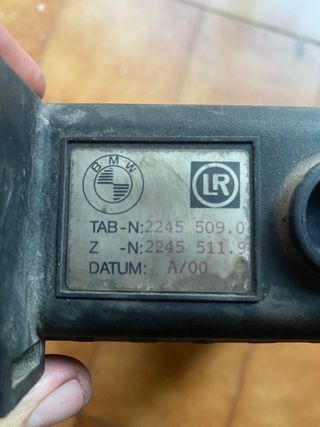 BMW
LR
TAB-N:2245 509.0
Z -N:2245 511.9
DATUM: A/00